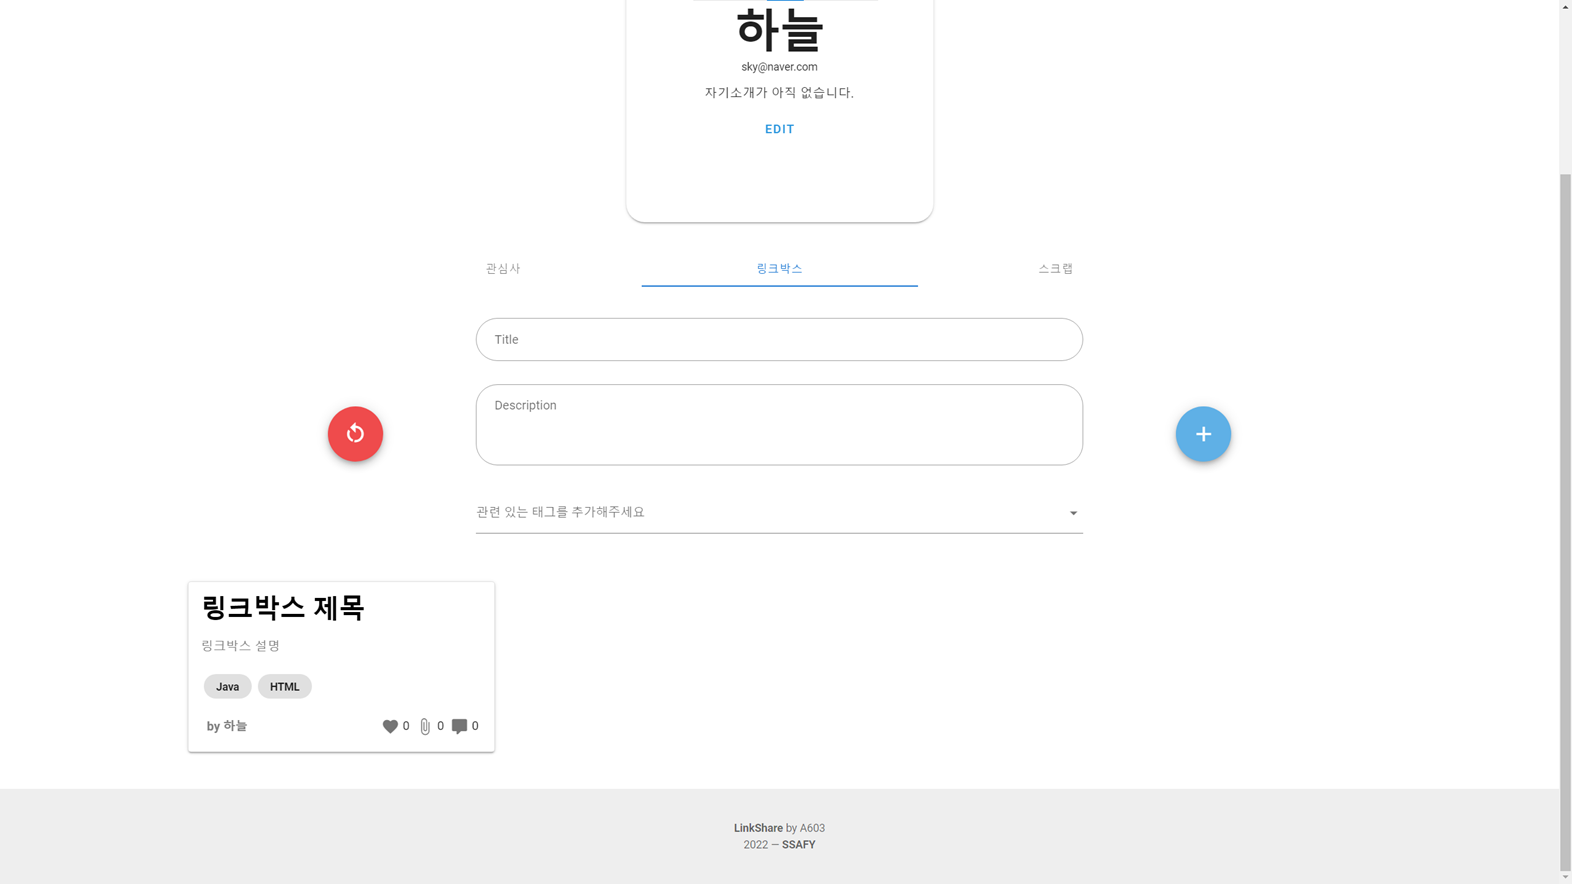 하늘
sky@naver.com
자기소개가 아직 없습니다.
EDIT
관심사 링크박스 스크랩
Title
Description
관련 있는 태그를 추가해주세요
링크박스 제목
링크박스 설명
Java HTML
by 하늘 0 0 0
LinkShare by A603
2022 — SSAFY